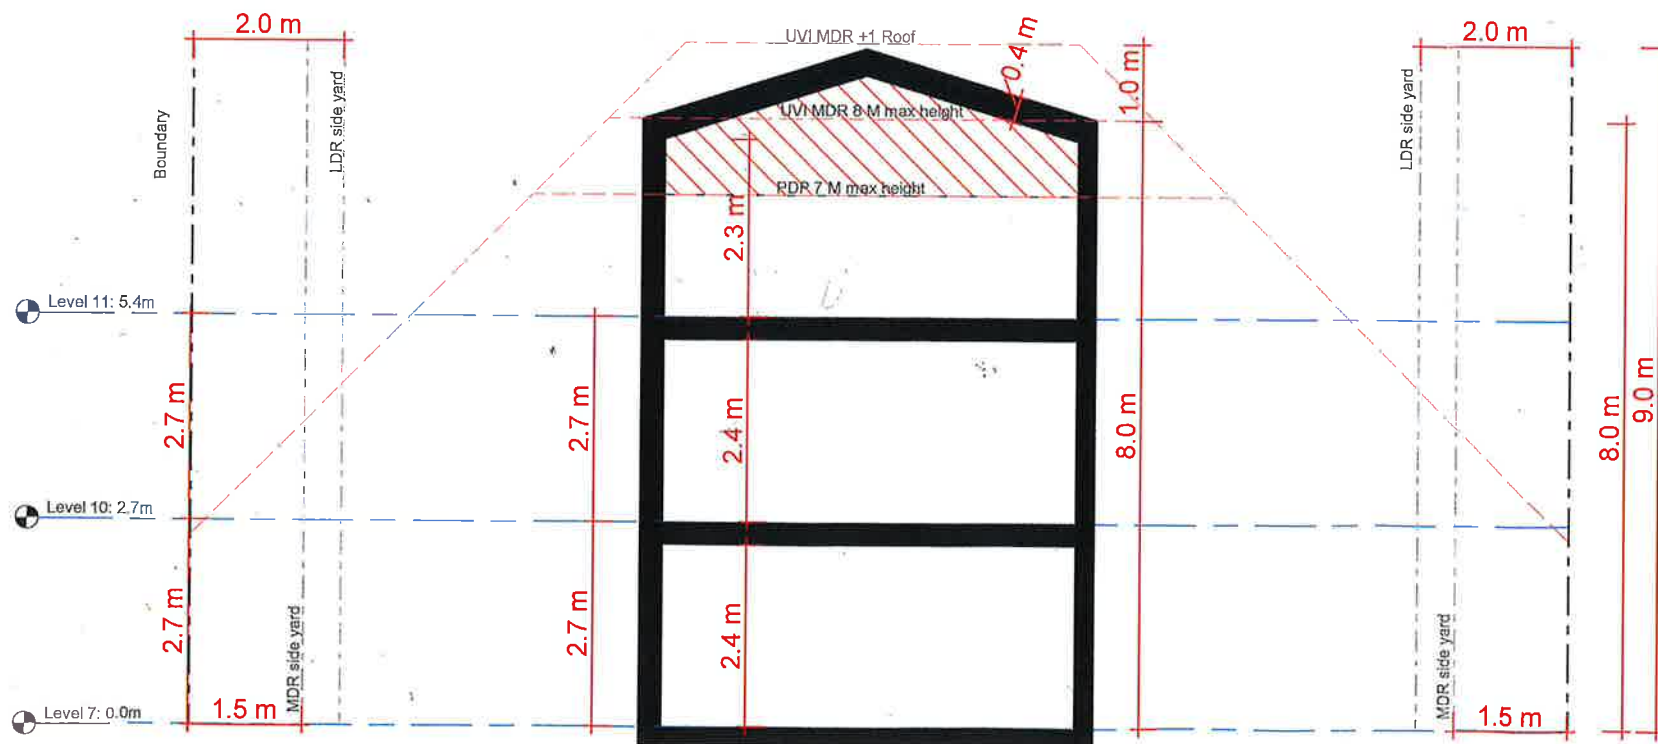 2.0 m
2.0 m
UVI MDR +1 Roof
0.4 m
1.0 m
Boundary
LDR side yard
LDR side yard
UVI MDR 8 M max height
PDR 7 M max height
2.3 m
Level 11: 5.4m
2.7 m
2.7 m
2.4 m
8.0 m
8.0 m
9.0 m
Level 10: 2.7m
2.7 m
2.7 m
2.4 m
MDR side yard
MDR side yard
Level 7: 0.0m
1.5 m
1.5 m